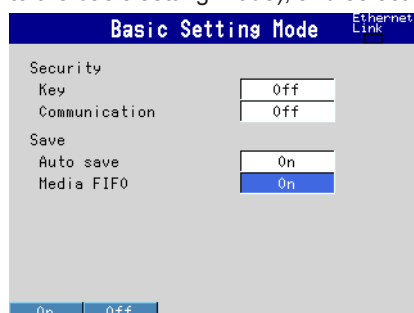 Basic Setting Mode
Ethernet
Link
Security
Key Off
Communication Off
Save
Auto save On
Media FIFO On
On Off